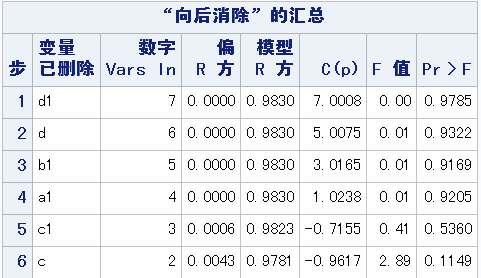 “向后消除”的汇总
步 变量 已删除 数字 Vars In 偏 R 方 模型 R 方 C(p) F 值 Pr > F
1 d1 7 0.0000 0.9830 7.0008 0.00 0.9785
2 d 6 0.0000 0.9830 5.0075 0.01 0.9322
3 b1 5 0.0000 0.9830 3.0165 0.01 0.9169
4 a1 4 0.0000 0.9830 1.0238 0.01 0.9205
5 c1 3 0.0006 0.9823 -0.7155 0.41 0.5360
6 c 2 0.0043 0.9781 -0.9617 2.89 0.1149